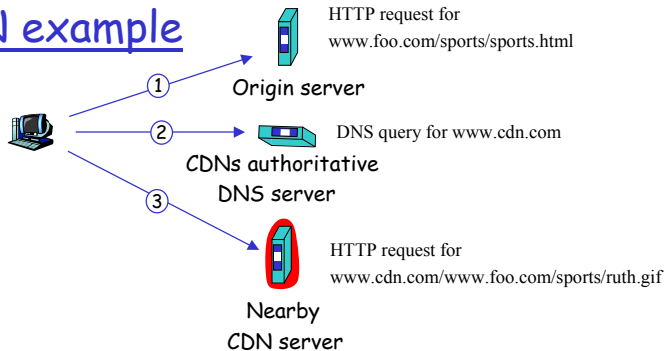 example
HTTP request for
www.foo.com/sports/sports.html
1
Origin server
2
DNS query for www.cdn.com
CDNs authoritative
DNS server
3
HTTP request for
www.cdn.com/www.foo.com/sports/ruth.gif
Nearby
CDN server